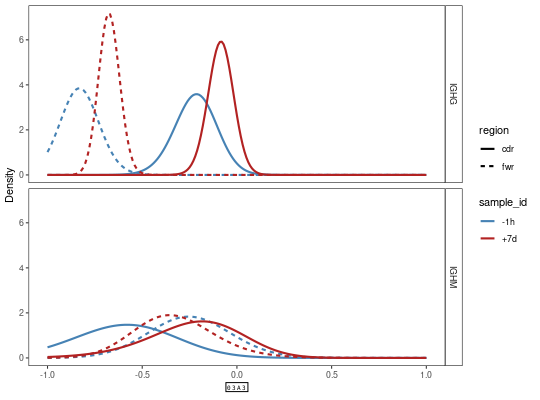 6
4
2
0
IGHG
6
4
2
0
IGHM
Density
-1.0
-0.5
0.0
0.5
1.0
03A3
region
cdr
fwr
sample_id
-1h
+7d